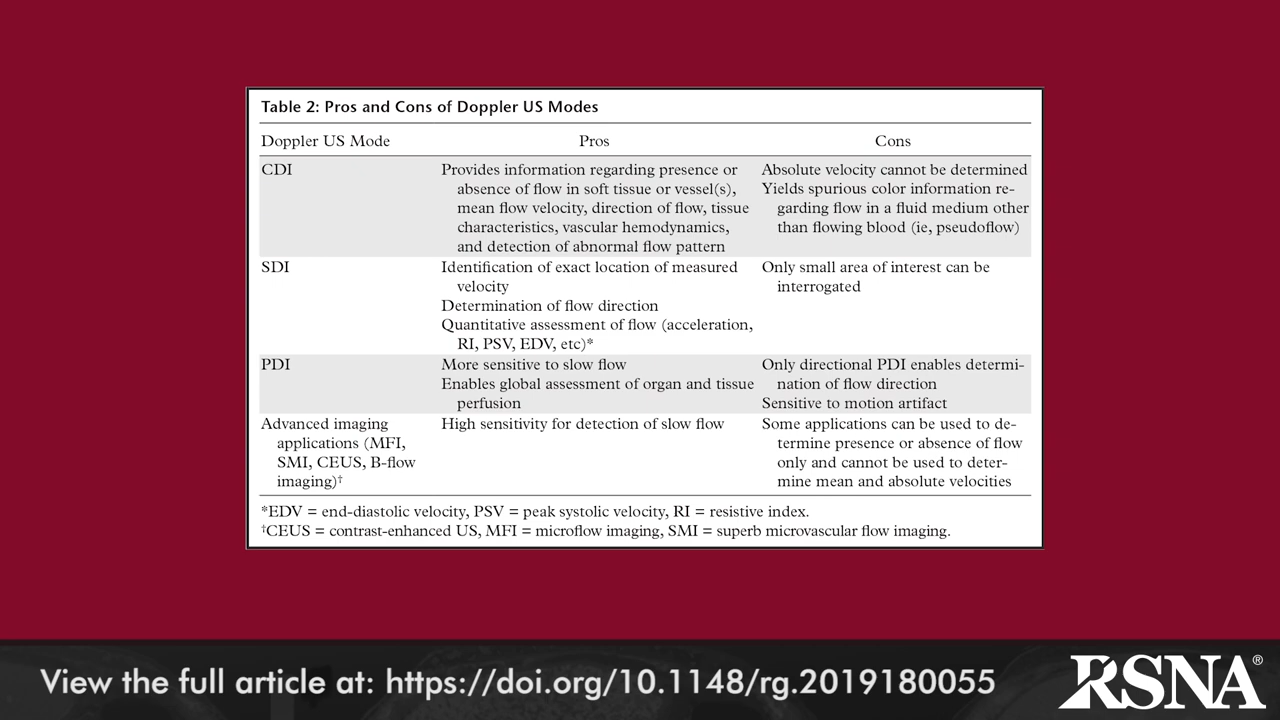 Table 2: Pros and Cons of Doppler US Modes
Doppler US Mode Pros Cons
CDI
Provides information regarding presence or
absence of flow in soft tissue or vessel(s),
mean flow velocity, direction of flow, tissue
characteristics, vascular hemodynamics,
and detection of abnormal flow pattern
Absolute velocity cannot be determined
Yields spurious color information re-
garding flow in a fluid medium other
than flowing blood (ie, pseudoflow)
SDI
Identification of exact location of measured
velocity
Determination of flow direction
Quantitative assessment of flow (acceleration,
RI, PSV, EDV, etc)*
Only small area of interest can be
interrogated
PDI
More sensitive to slow flow
Enables global assessment of organ and tissue
perfusion
Only directional PDI enables determi-
nation of flow direction
Sensitive to motion artifact
Advanced imaging
applications (MFI,
SMI, CEUS, B-flow
imaging)†
High sensitivity for detection of slow flow
Some applications can be used to de-
termine presence or absence of flow
only and cannot be used to deter-
mine mean and absolute velocities
*EDV = end-diastolic velocity, PSV = peak systolic velocity, RI = resistive index.
†CEUS = contrast-enhanced US, MFI = microflow imaging, SMI = superb microvascular flow imaging.
View the full article at: https://doi.org/10.1148/rg.2019180055
RSNA®